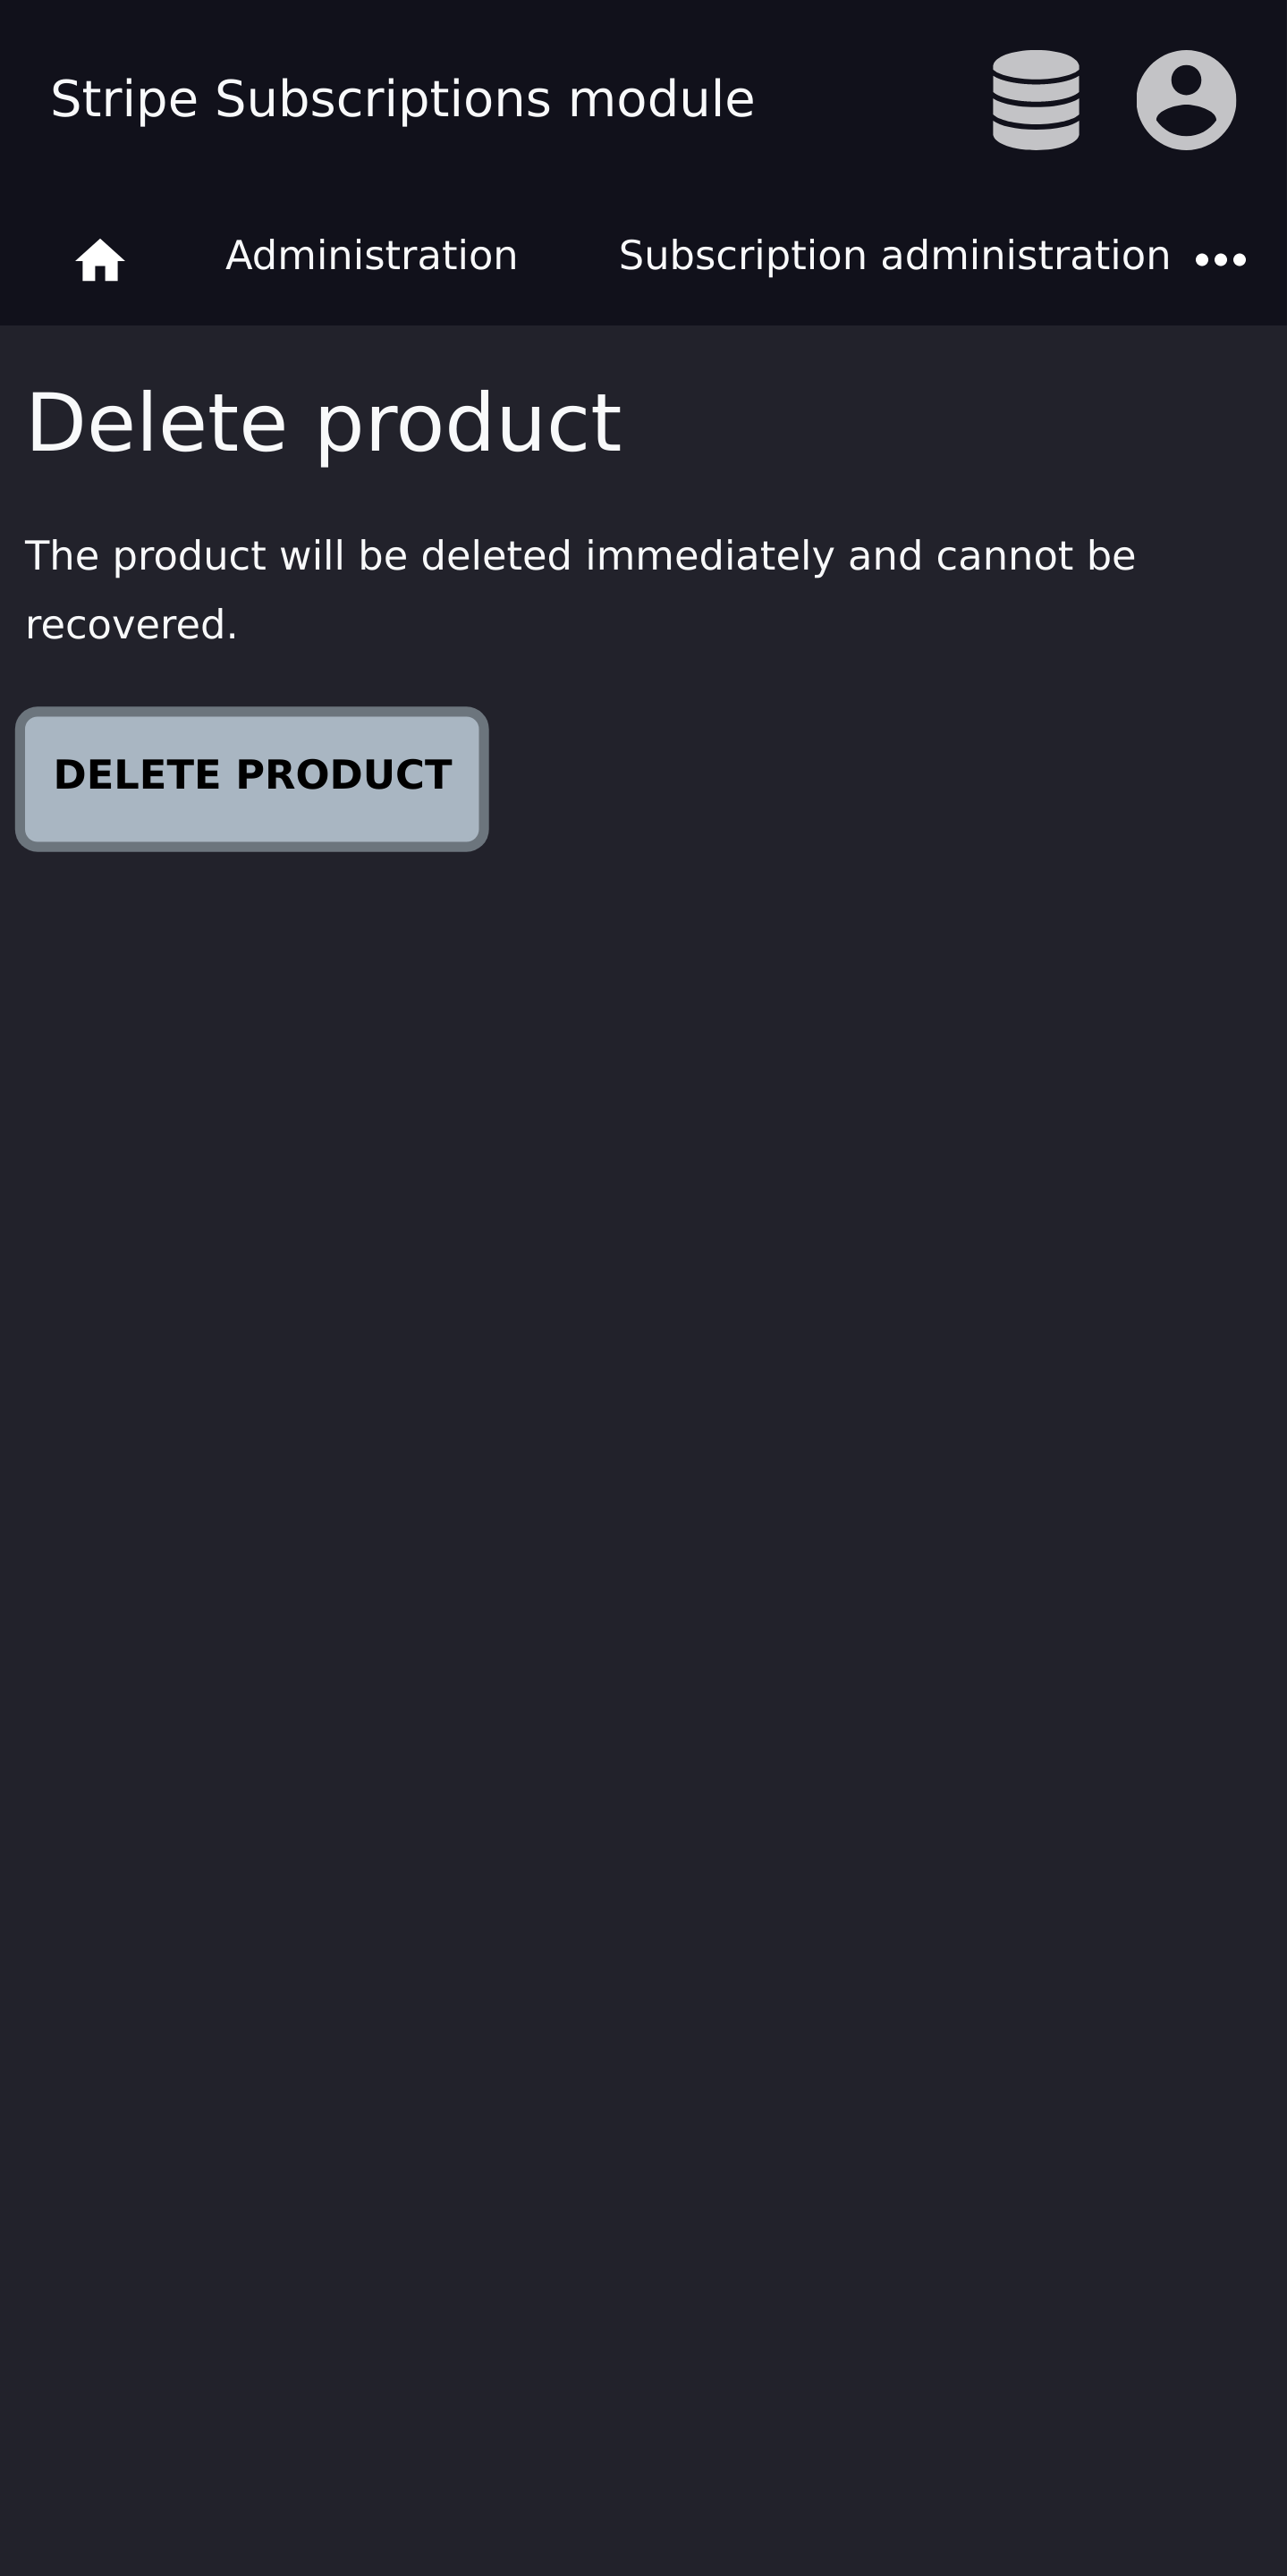 Stripe Subscriptions module
Administration
Subscription administration
Delete product
The product will be deleted immediately and cannot be
recovered.
DELETE PRODUCT